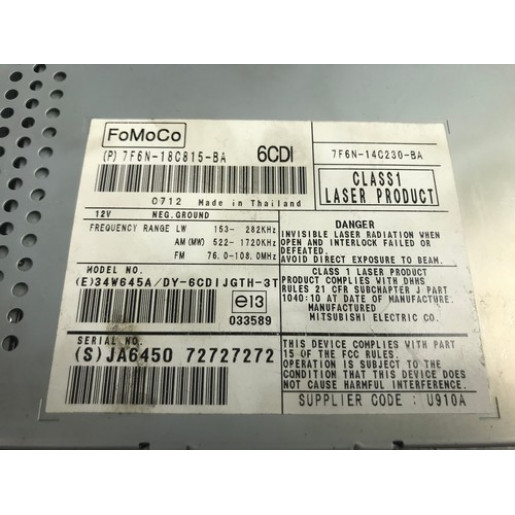 FoMoCo
(P) 7F6N-18C815-BA 6CDI
0712 Made in Thailand
12V NEG.GROUND
FREQUENCY RANGE LW 153- 282KHz
AM (MW) 522- 1720KHz
FM 76.0-108.0MHz
MODEL NO.
(E)34W645A/DY-6CDIJGTH-3T
e13
033589
SERIAL NO.
(S)JA6450 72727272
7F6N-14C230-BA
CLASS1
LASER PRODUCT
DANGER
INVISIBLE LASER RADIATION WHEN
OPEN AND INTERLOCK FAILED OR
DEFEATED.
AVOID DIRECT EXPOSURE TO BEAM.
CLASS 1 LASER PRODUCT
PRODUCT COMPLIES WITH DHHS
RULES 21 CFR SUBCHAPTER J PART
1040:10 AT DATE OF MANUFACTURE.
MANUFACTURED
MITSUBISHI ELECTRIC CO.
THIS DEVICE COMPLIES WITH PART
15 OF THE FCC RULES.
OPERATION IS SUBJECT TO THE
CONDITION THAT THIS DEVICE DOES
NOT CAUSE HARMFUL INTERFERENCE.
SUPPLIER CODE : U910A